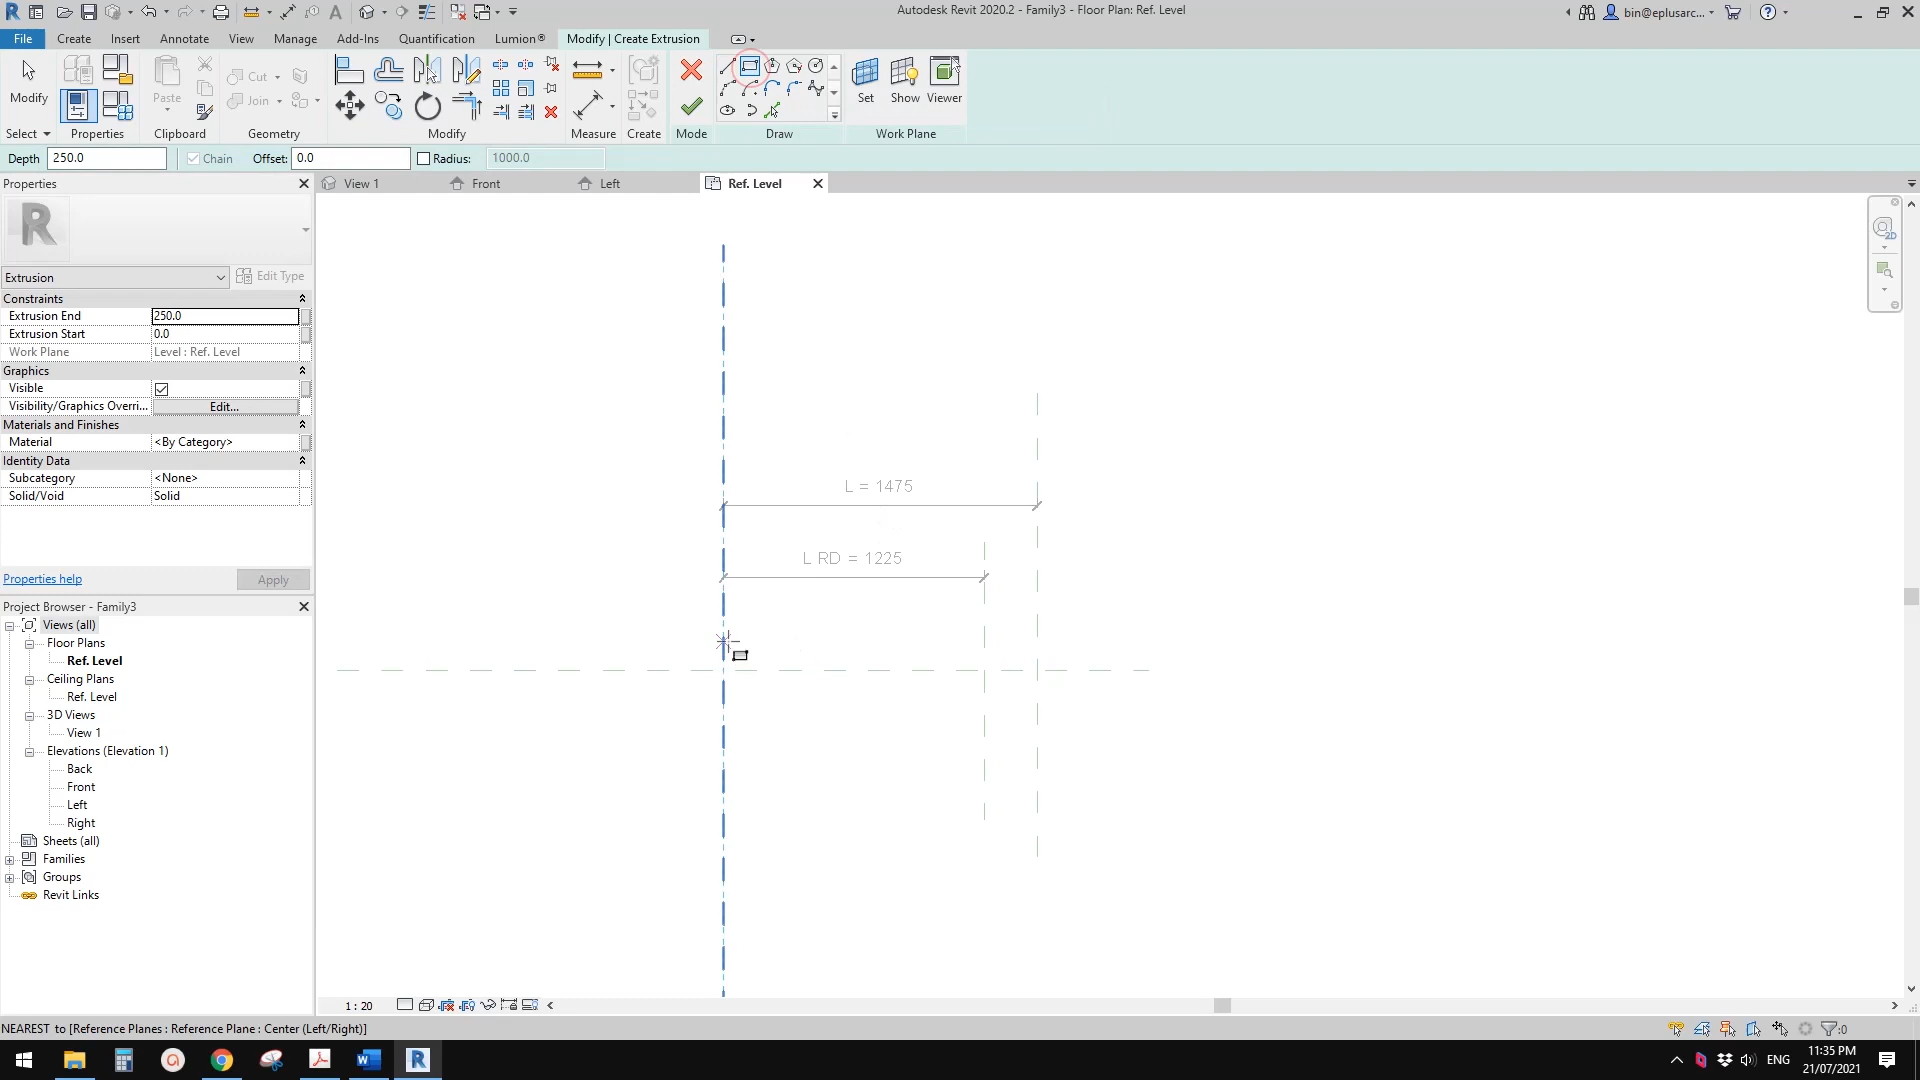 Autodesk Revit 2020.2 - Family3 - Floor Plan: Ref. Level
bin@eplusarc...
File Create Insert Annotate View Manage Add-Ins Quantification Lumion® Modify | Create Extrusion
Modify Paste Cut Join Set Show Viewer
Select Properties Clipboard Geometry Modify Measure Create Mode Draw Work Plane
Depth 250.0 Chain Offset: 0.0 Radius: 1000.0
Properties
View 1 Front Left Ref. Level
Extrusion Edit Type
Constraints
Extrusion End 250.0
Extrusion Start 0.0
Work Plane Level : Ref. Level
Graphics
Visible
Visibility/Graphics Overri... Edit...
Materials and Finishes
Material <By Category>
Identity Data
Subcategory <None>
Solid/Void Solid
Properties help Apply
L = 1475
L RD = 1225
Project Browser - Family3
Views (all)
Floor Plans
Ref. Level
Ceiling Plans
Ref. Level
3D Views
View 1
Elevations (Elevation 1)
Back
Front
Left
Right
Sheets (all)
Families
Groups
Revit Links
2D
1 : 20
NEAREST to [Reference Planes : Reference Plane : Center (Left/Right)]
:0
ENG
11:35 PM
21/07/2021